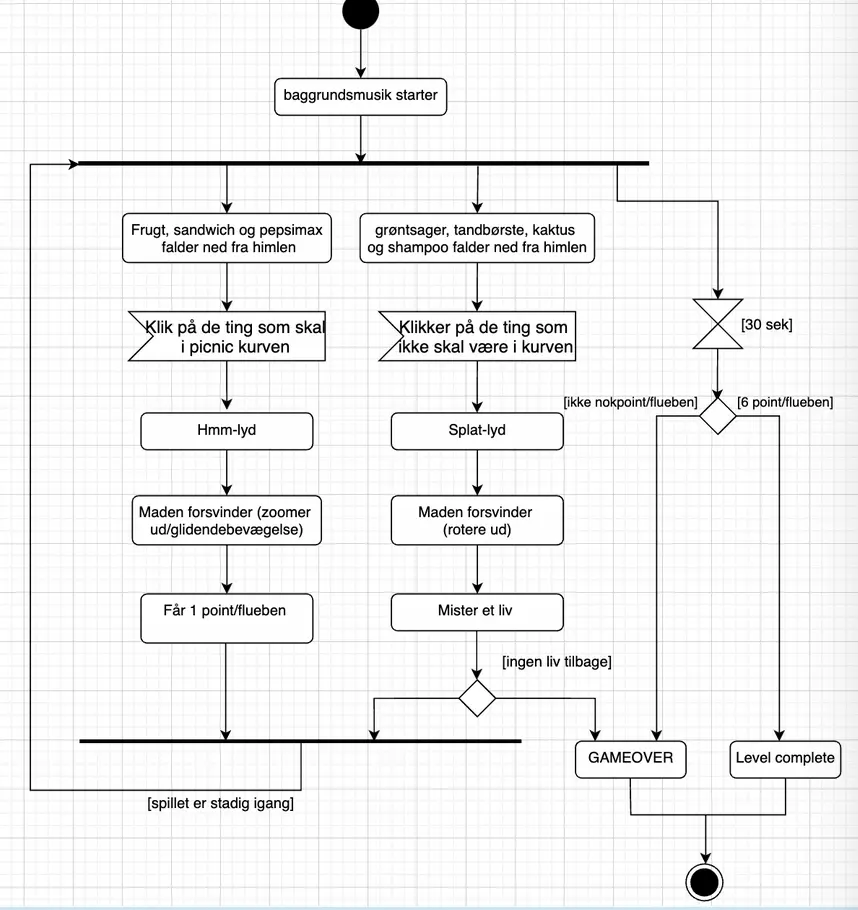 baggrundsmusik starter
Frugt, sandwich og pepsimax
falder ned fra himlen
grøntsager, tandbørste, kaktus
og shampoo falder ned fra himlen
Klik på de ting som skal
i picnic kurven
Klikker på de ting som
ikke skal være i kurven
[30 sek]
[ikke nokpoint/flueben]
[6 point/flueben]
Hmm-lyd
Splat-lyd
Maden forsvinder (zoomer
ud/glidendebevægelse)
Maden forsvinder
(rotere ud)
Får 1 point/flueben
Mister et liv
[ingen liv tilbage]
GAMEOVER
Level complete
[spillet er stadig igang]